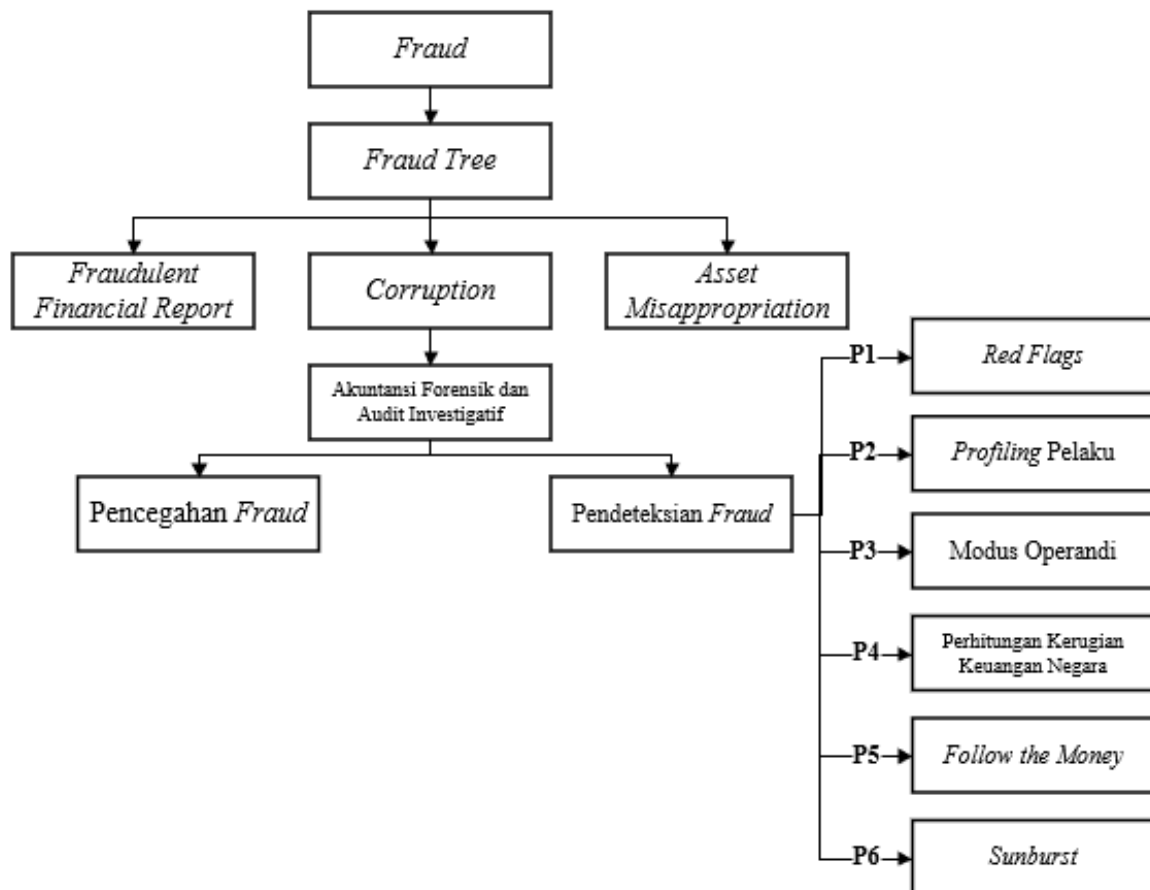 Fraud
Fraud Tree
Fraudulent
Financial Report
Corruption
Asset
Misappropriation
Akuntansi Forensik dan
Audit Investigatif
Pencegahan Fraud
Pendeteksian Fraud
P1
Red Flags
P2
Profiling Pelaku
P3
Modus Operandi
P4
Perhitungan Kerugian
Keuangan Negara
P5
Follow the Money
P6
Sunburst